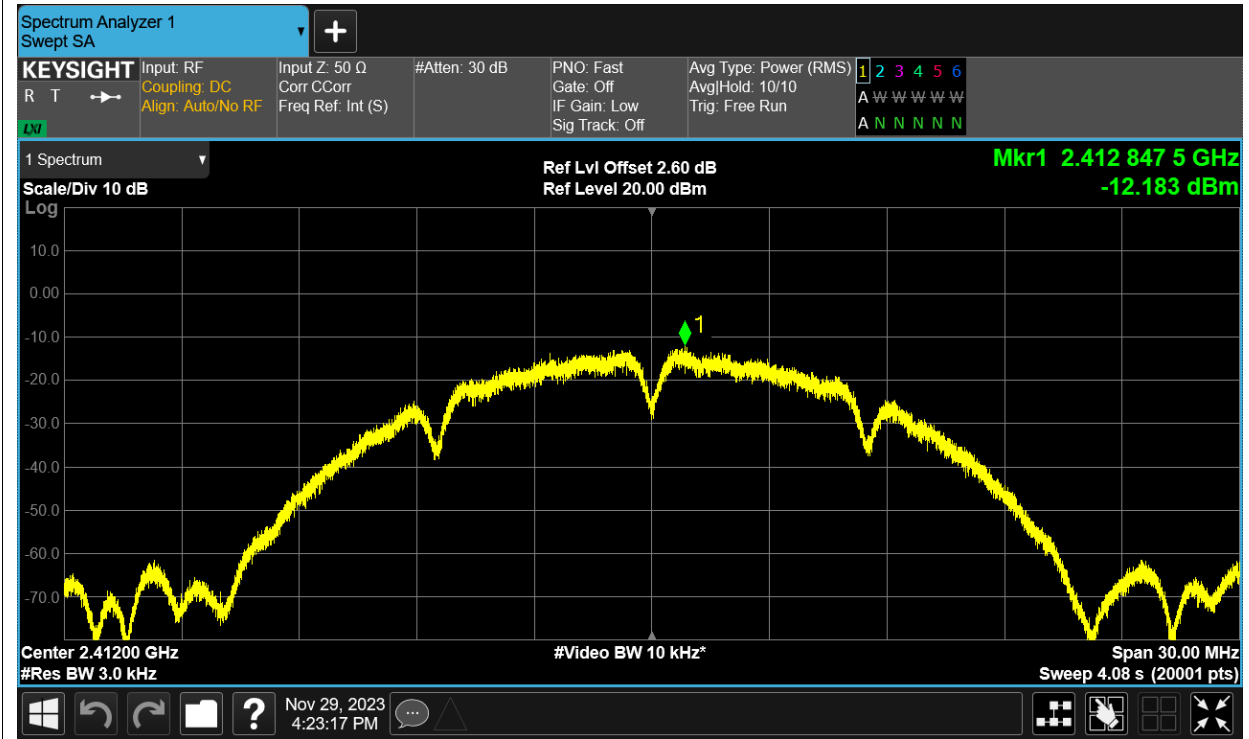 Spectrum Analyzer 1
Swept SA
+
KEYSIGHT
R T
LXI
Input: RF
Coupling: DC
Align: Auto/No RF
Input Z: 50 Ω
Corr CCorr
Freq Ref: Int (S)
#Atten: 30 dB
PNO: Fast
Gate: Off
IF Gain: Low
Sig Track: Off
Avg Type: Power (RMS)
Avg|Hold: 10/10
Trig: Free Run
1 2 3 4 5 6
A W W W W W
A N N N N N
1 Spectrum
Scale/Div 10 dB
Log
Ref Lvl Offset 2.60 dB
Ref Level 20.00 dBm
Mkr1 2.412 847 5 GHz
-12.183 dBm
10.0
0.00
-10.0
-20.0
-30.0
-40.0
-50.0
-60.0
-70.0
1
Center 2.41200 GHz
#Video BW 10 kHz*
Span 30.00 MHz
#Res BW 3.0 kHz
Sweep 4.08 s (20001 pts)
?
Nov 29, 2023
4:23:17 PM